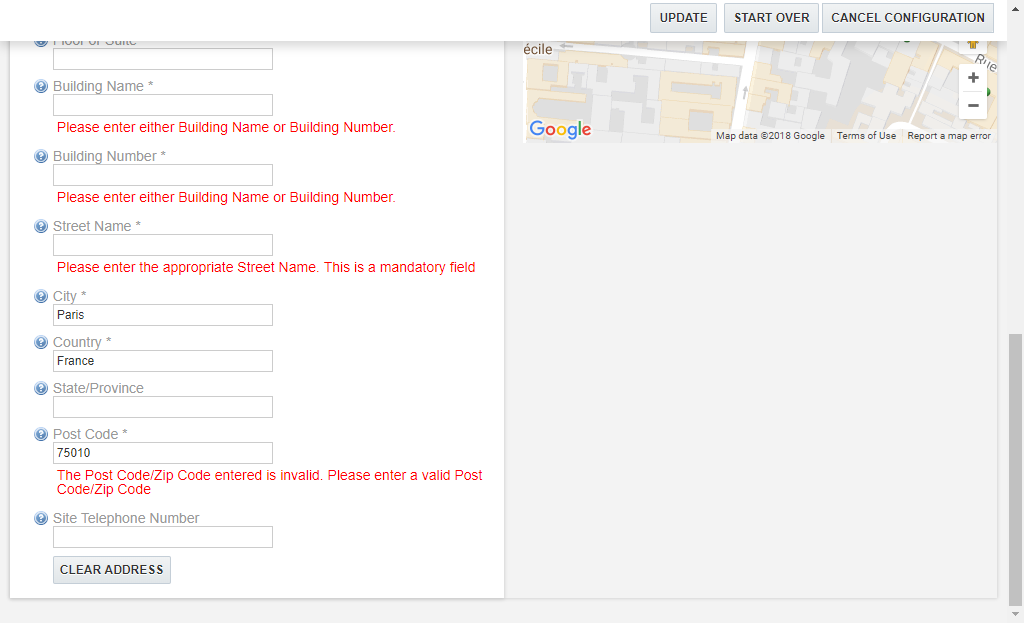 UPDATE START OVER CANCEL CONFIGURATION
Floor or Suite
Building Name *
Please enter either Building Name or Building Number.
Building Number *
Please enter either Building Name or Building Number.
Street Name *
Please enter the appropriate Street Name. This is a mandatory field
City *
Paris
Country *
France
State/Province
Post Code *
75010
The Post Code/Zip Code entered is invalid. Please enter a valid Post
Code/Zip Code
Site Telephone Number
CLEAR ADDRESS
écile
Rue
+
−
Google
Map data ©2018 Google Terms of Use Report a map error